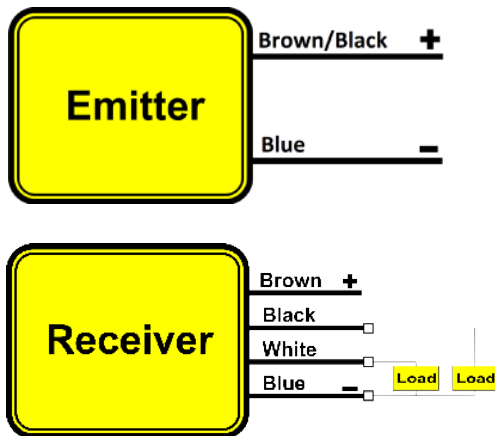 Emitter
Brown/Black +
Blue -
Receiver
Brown +
Black
White
Blue -
Load Load